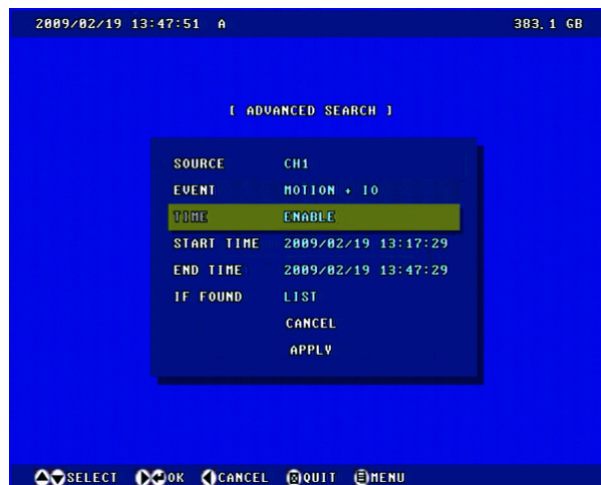 2009/02/19 13:47:51 A 383.1 GB
[ ADVANCED SEARCH ]
SOURCE CH1
EVENT MOTION + IO
TIME ENABLE
START TIME 2009/02/19 13:17:29
END TIME 2009/02/19 13:47:29
IF FOUND LIST
CANCEL
APPLY
SELECT OK CANCEL QUIT MENU